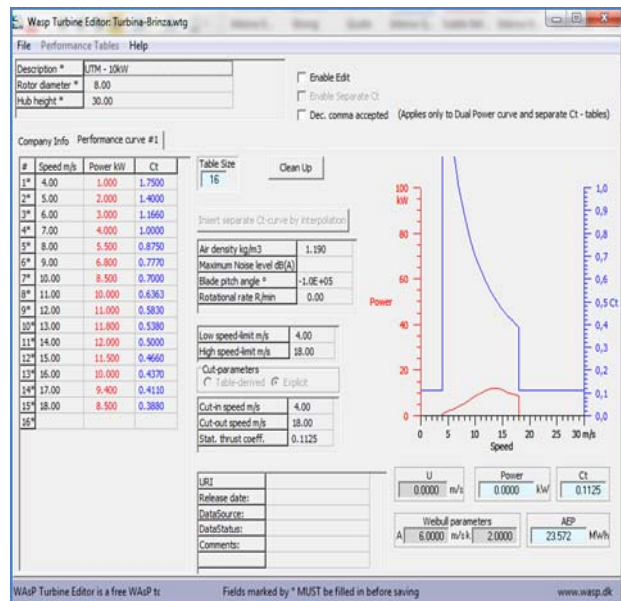 Wasp Turbine Editor: Turbina-Brinza.wtg
File Performance Tables Help
Description * UTM - 10kW
Rotor diameter * 8.00
Hub height * 30.00
Enable Edit
Enable Separate Ct
Dec. comma accepted (Applies only to Dual Power curve and separate Ct - tables)
Company Info Performance curve #1
# Speed m/s Power kW Ct
1* 4.00 1.000 1.7500
2* 5.00 2.000 1.4000
3* 6.00 3.000 1.1660
4* 7.00 4.000 1.0000
5* 8.00 5.500 0.8750
6* 9.00 6.800 0.7770
7* 10.00 8.500 0.7000
8* 11.00 10.000 0.6363
9* 12.00 11.000 0.5830
10* 13.00 11.800 0.5380
11* 14.00 12.000 0.5000
12* 15.00 11.500 0.4660
13* 16.00 10.000 0.4370
14* 17.00 9.400 0.4110
15* 18.00 8.500 0.3880
16*
Table Size
16
Clean Up
Insert separate Ct-curve by interpolation
Air density kg/m3 1.190
Maximum Noise level dB(A)
Blade pitch angle ° -1.0E+05
Rotational rate R/min 0.00
Low speed-limit m/s 4.00
High speed-limit m/s 18.00
Cut-parameters
Table-derived Explicit
Cut-in speed m/s 4.00
Cut-out speed m/s 18.00
Stat. thrust coeff. 0.1125
URI
Release date:
DataSource:
DataStatus:
Comments:
100
kW
80
60
Power
40
20
0
1,0
0,9
0,8
0,7
0,6
0,5 Ct
0,4
0,3
0,2
0,1
0,0
0 5 10 15 20 25 30 m/s
Speed
U Power Ct
0.0000 m/s 0.0000 kW 0.1125
Weibull parameters AEP
A 6.0000 m/s k 2.0000 23.572 MWh
WAsP Turbine Editor is a free WAsP tc Fields marked by * MUST be filled in before saving www.wasp.dk